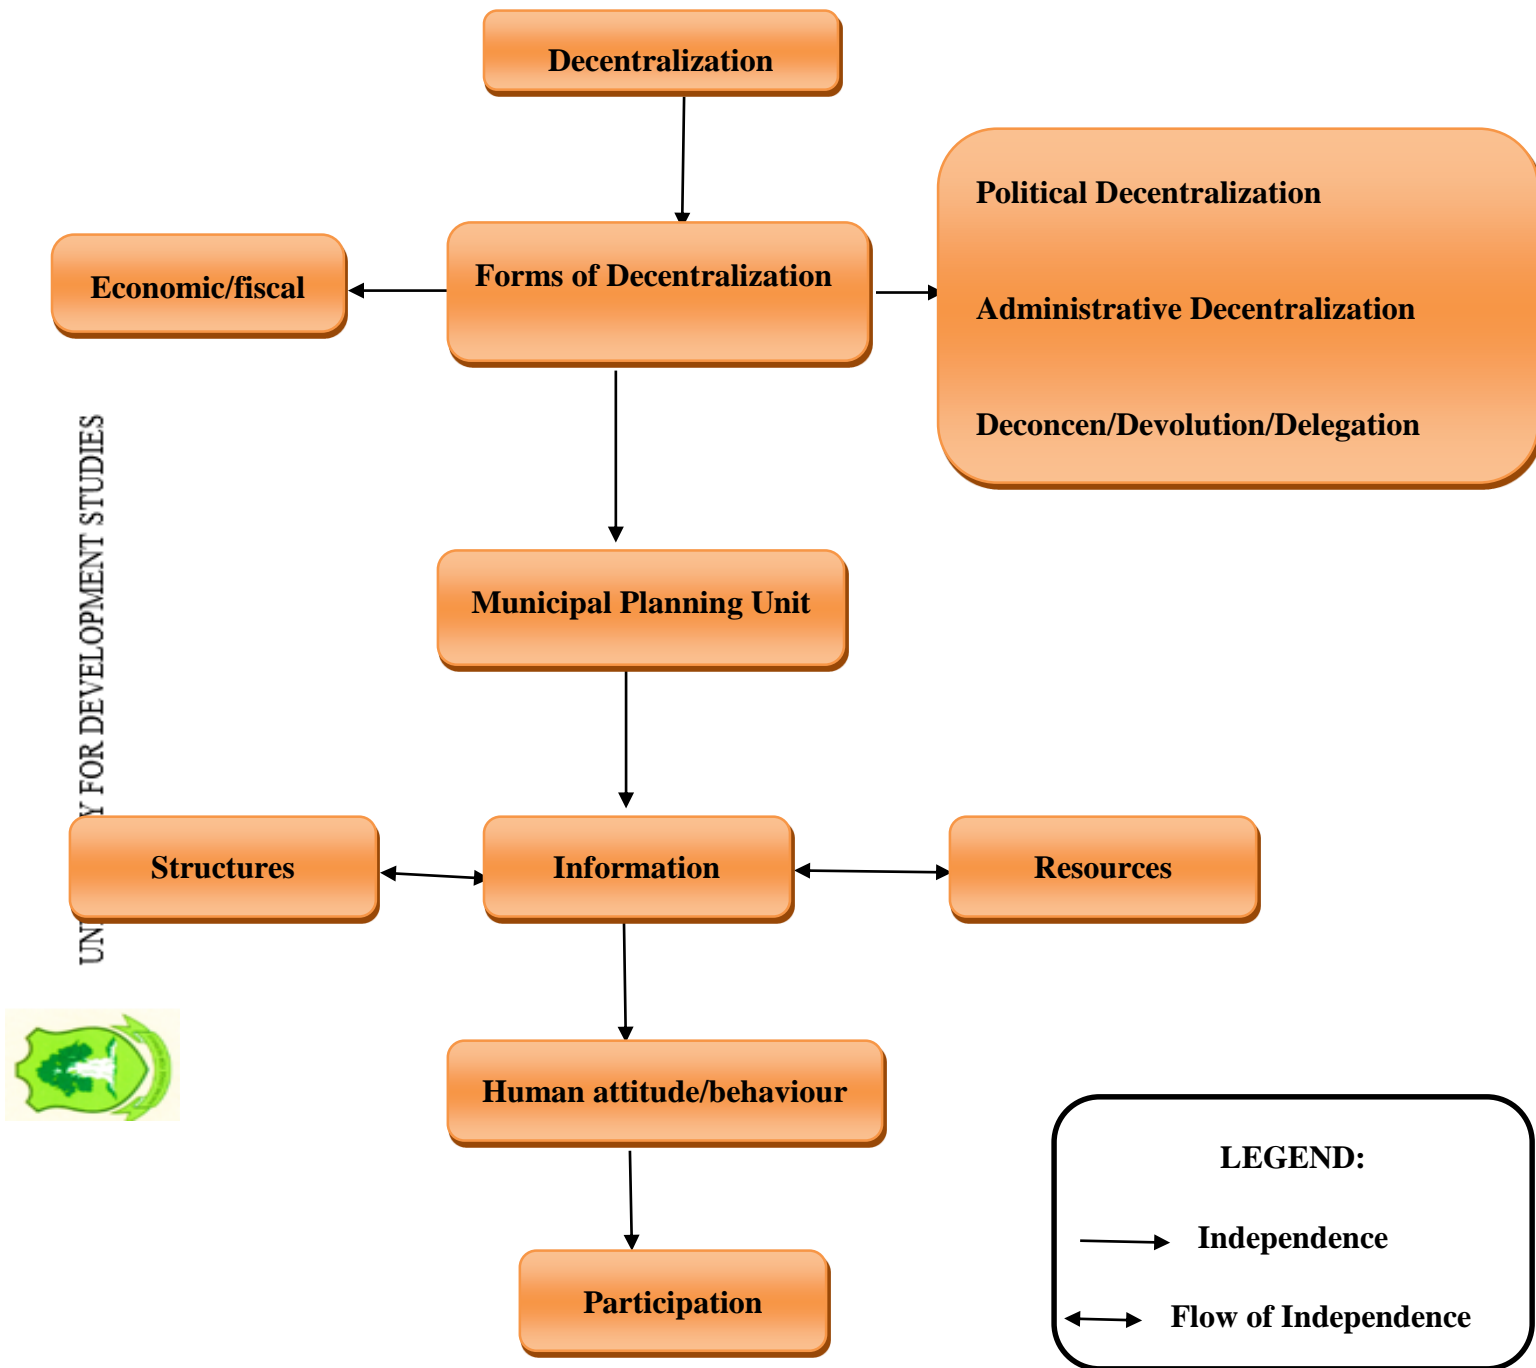 Decentralization
Political Decentralization
Economic/fiscal
Forms of Decentralization
Administrative Decentralization
Deconcen/Devolution/Delegation
Municipal Planning Unit
Structures
Information
Resources
Human attitude/behaviour
Participation
LEGEND:
Independence
Flow of Independence
FOR DEVELOPMENT STUDIES